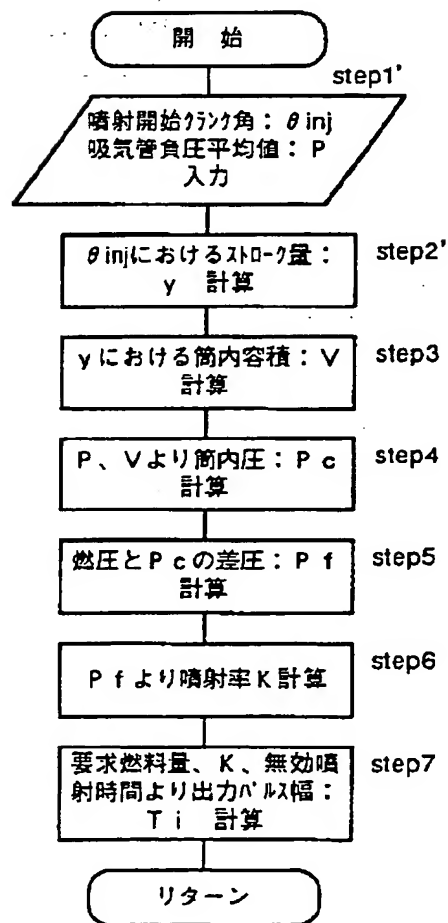 開 始
step1'
噴射開始クランク角：θinj
吸気管負圧平均値：P
入力
θinjにおけるストローク量：
y 計算
step2'
yにおける筒内容積：V
計算
step3
P、Vより筒内圧：Pc
計算
step4
燃圧とPcの差圧：Pf
計算
step5
Pfより噴射率K計算
step6
要求燃料量、K、無効噴
射時間より出力パルス幅：
Ti 計算
step7
リターン